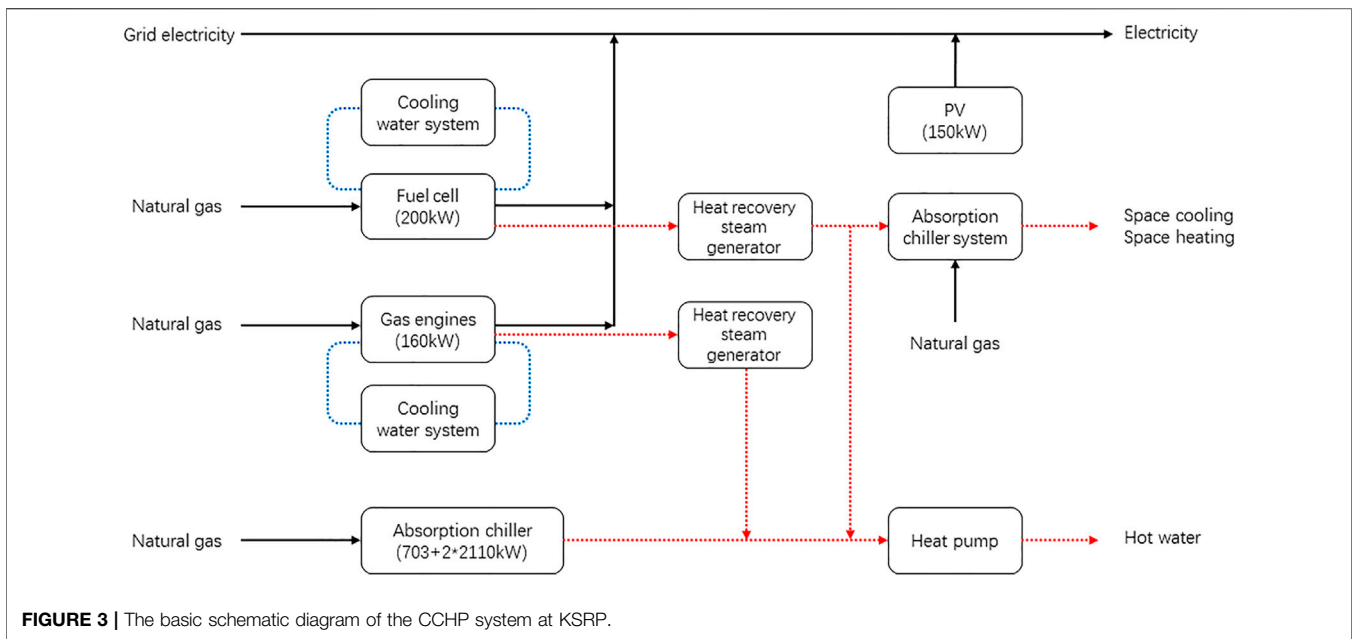 Grid electricity
Electricity
Cooling
water system
PV
(150kW)
Natural gas
Fuel cell
(200kW)
Heat recovery
steam
generator
Absorption
chiller system
Space cooling
Space heating
Natural gas
Gas engines
(160kW)
Heat recovery
steam
generator
Natural gas
Cooling
water system
Natural gas
Absorption chiller
(703+2*2110kW)
Heat pump
Hot water
FIGURE 3 | The basic schematic diagram of the CCHP system at KSRP.